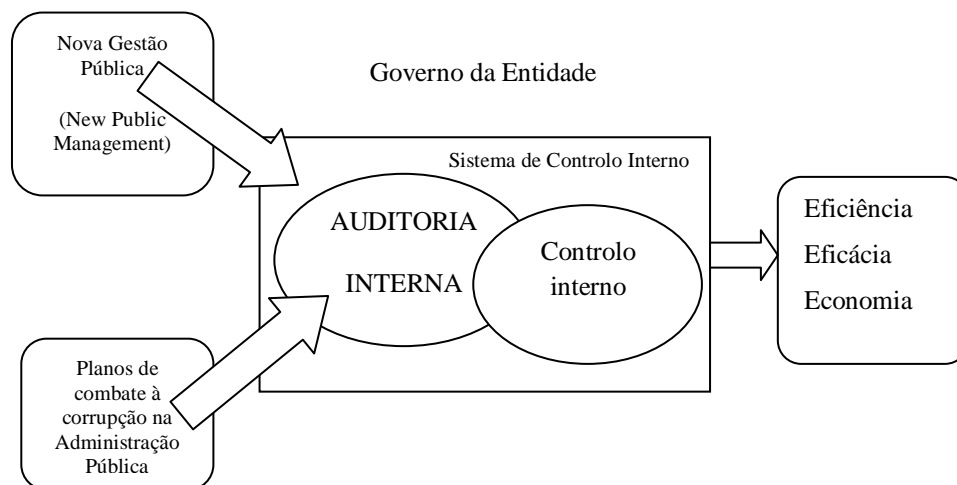 Nova Gestão
Pública
(New Public
Management)
Governo da Entidade
Sistema de Controlo Interno
AUDITORIA
INTERNA
Controlo
interno
Eficiência
Eficácia
Economia
Planos de
combate à
corrupção na
Administração
Pública